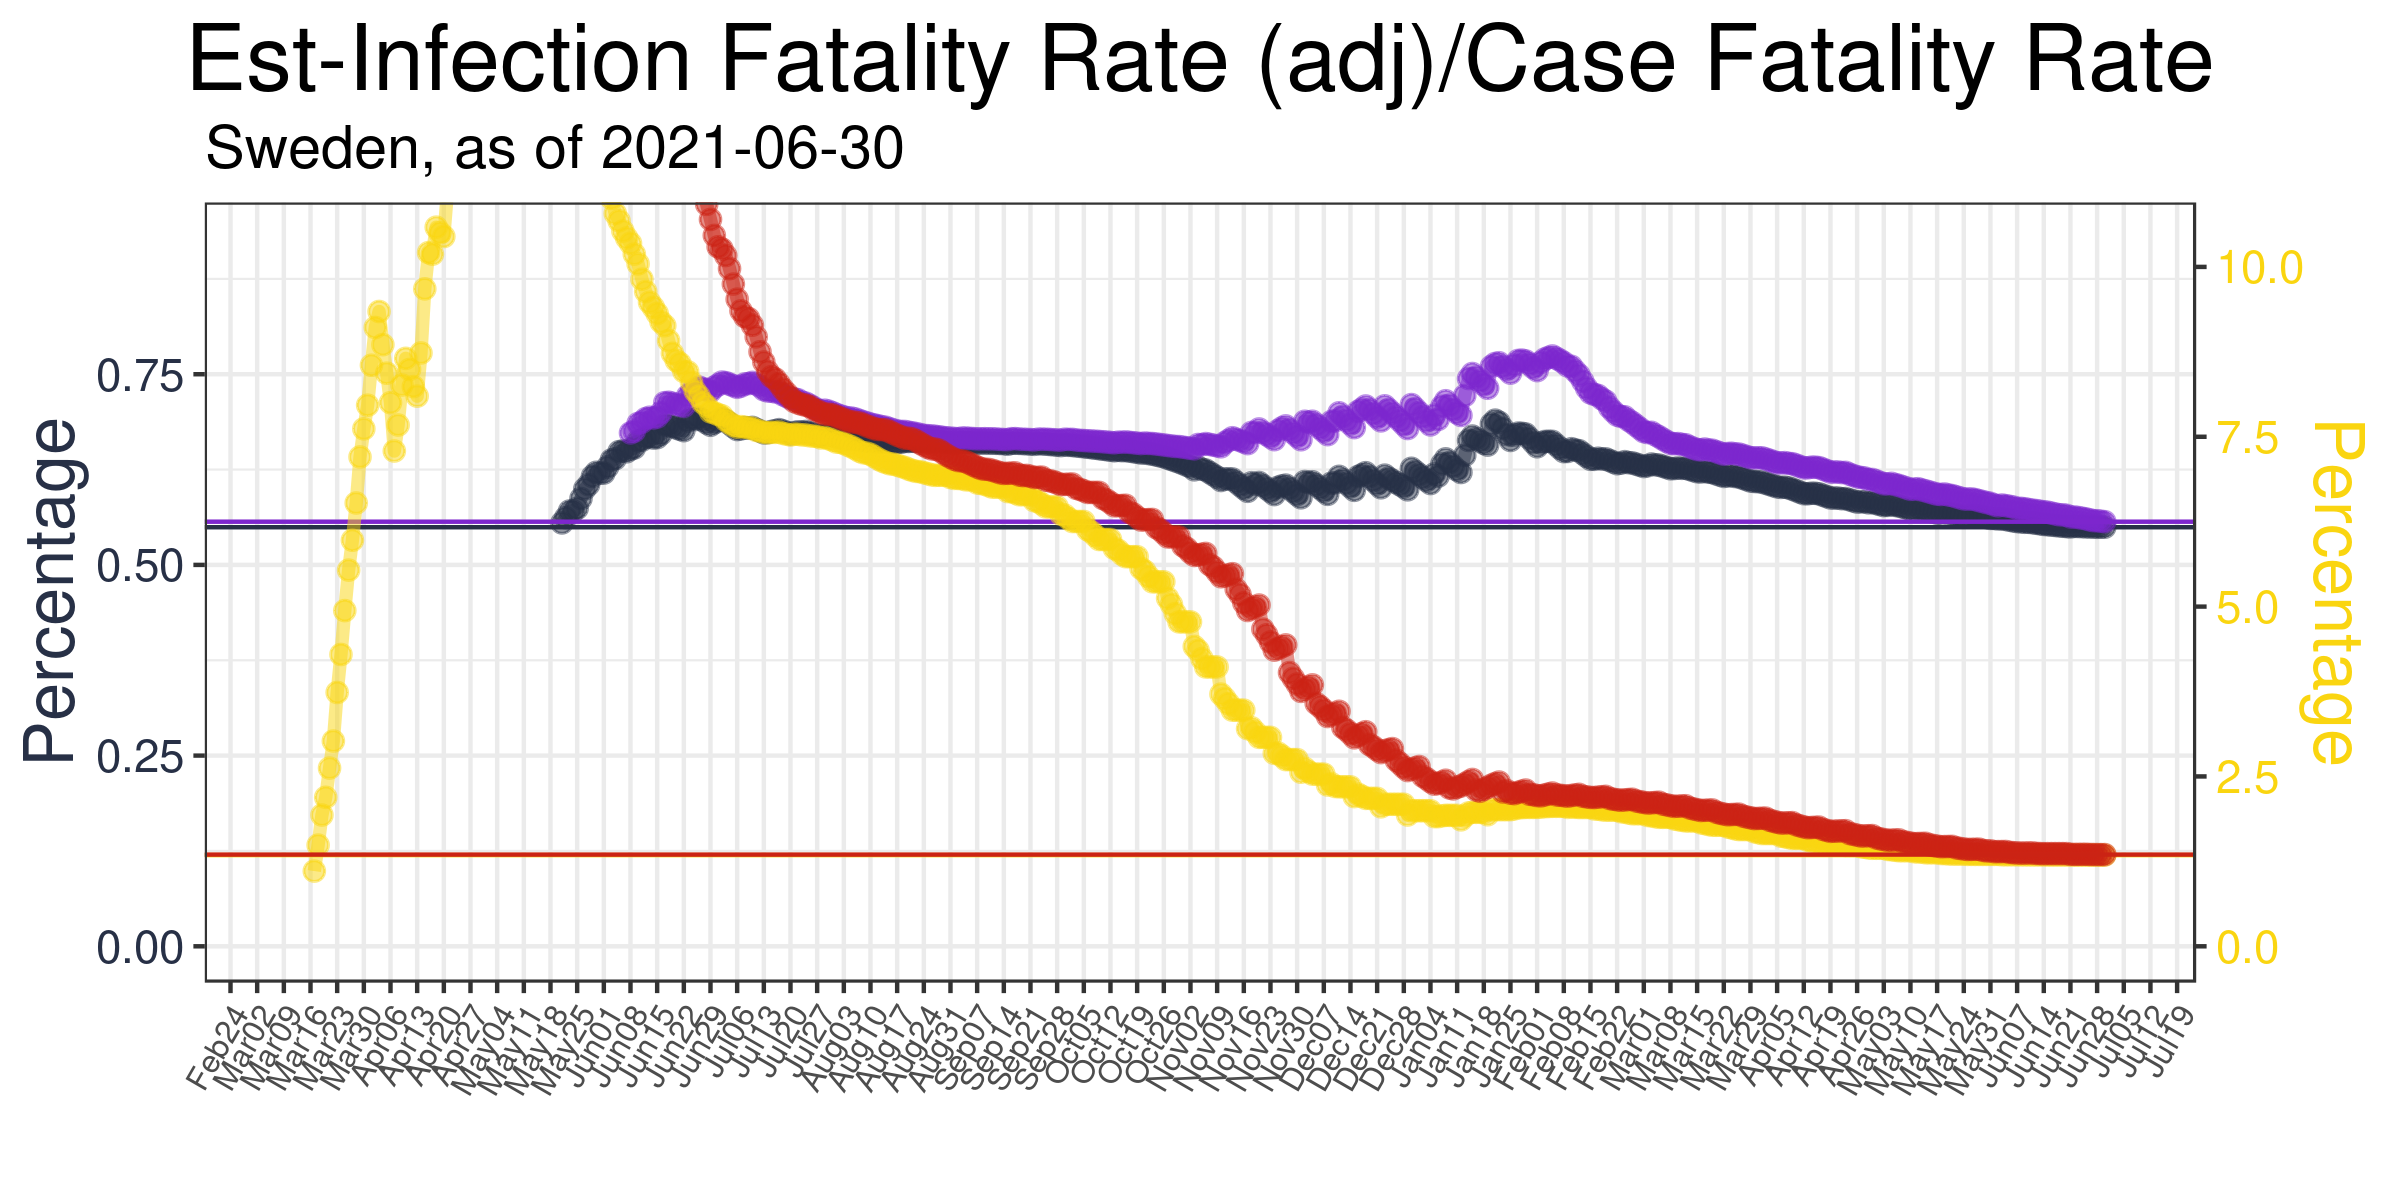 Est-Infection Fatality Rate (adj)/Case Fatality Rate
Sweden, as of 2021-06-30
Percentage
0.75
0.50
0.25
0.00
10.0
7.5
5.0
2.5
0.0
Percentage
Feb24
Mar02
Mar09
Mar16
Mar23
Mar30
Apr06
Apr13
Apr20
Apr27
May04
May11
May18
May25
Jun01
Jun08
Jun15
Jun22
Jun29
Jul06
Jul13
Jul20
Jul27
Aug03
Aug10
Aug17
Aug24
Aug31
Sep07
Sep14
Sep21
Sep28
Oct05
Oct12
Oct19
Oct26
Nov02
Nov09
Nov16
Nov23
Nov30
Dec07
Dec14
Dec21
Dec28
Jan04
Jan11
Jan18
Jan25
Feb01
Feb08
Feb15
Feb22
Mar01
Mar08
Mar15
Mar22
Mar29
Apr05
Apr12
Apr19
Apr26
May03
May10
May17
May24
May31
Jun07
Jun14
Jun21
Jun28
Jul05
Jul12
Jul19